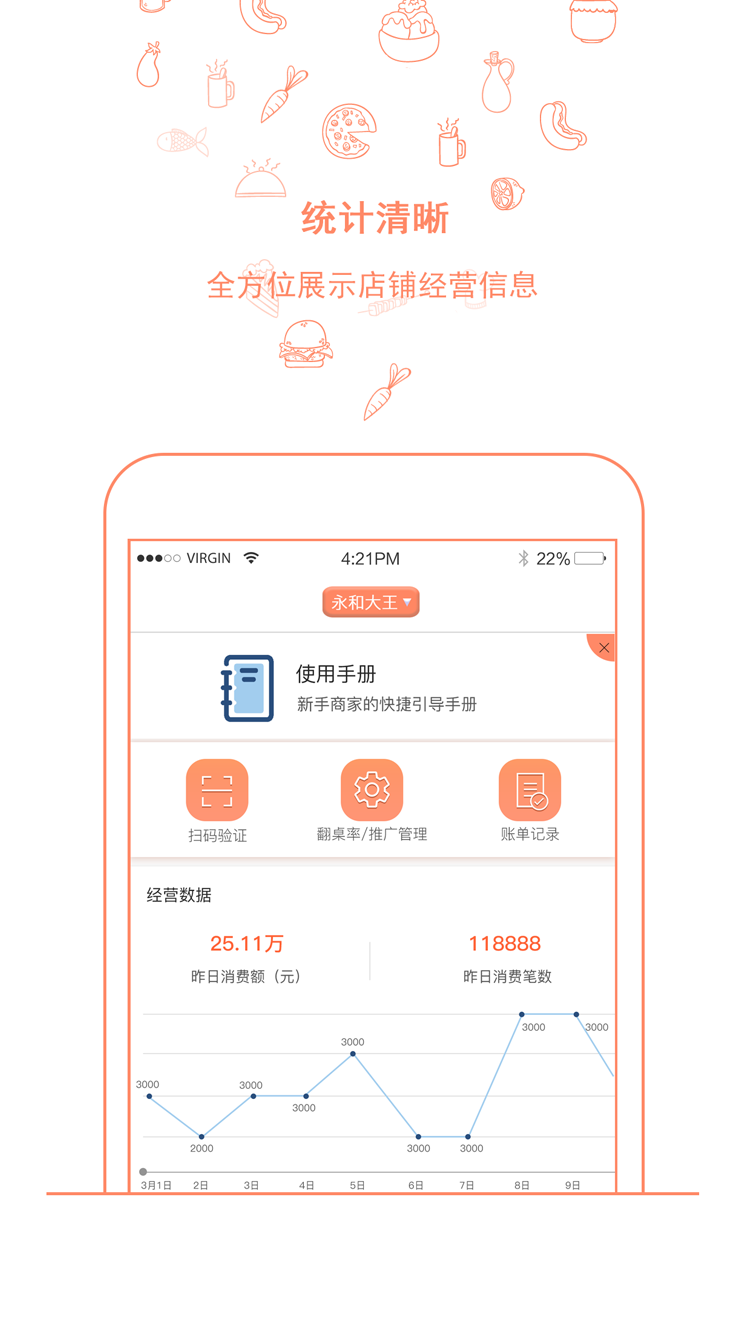 统计清晰
全方位展示店铺经营信息
VIRGIN 4:21PM 22%
永和大王
使用手册
新手商家的快捷引导手册
扫码验证 翻桌率/推广管理 账单记录
经营数据
25.11万 118888
昨日消费额（元） 昨日消费笔数
3000 3000
3000
3000 3000
3000
2000 3000 3000
3月1日 2日 3日 4日 5日 6日 7日 8日 9日